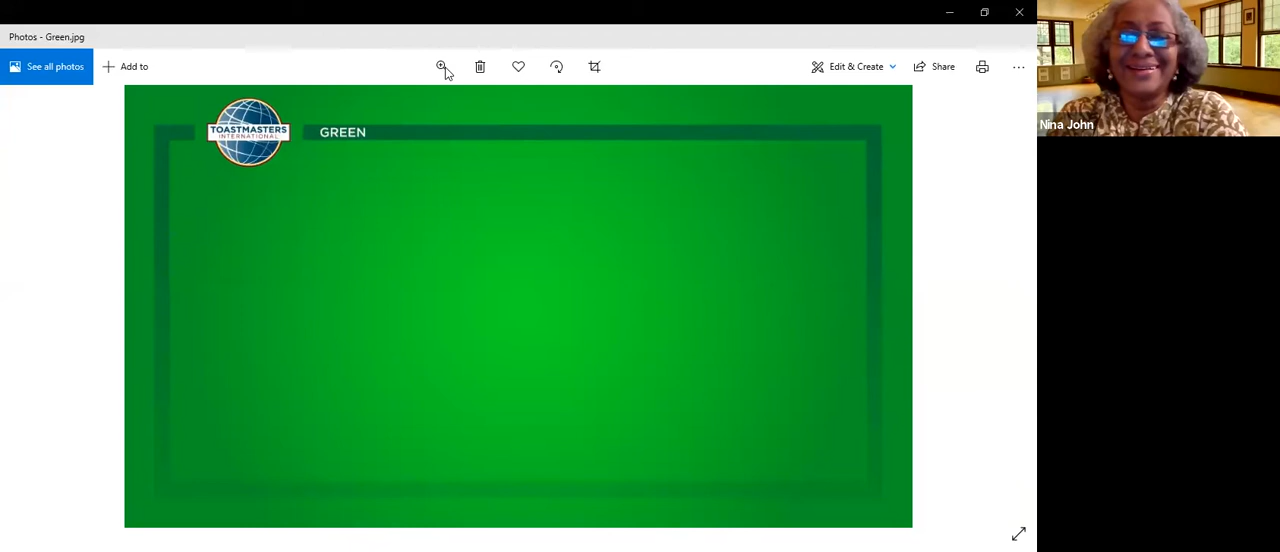 Photos - Green.jpg
See all photos
Add to
Edit & Create
Share
TOASTMASTERS
INTERNATIONAL
GREEN
Nina John